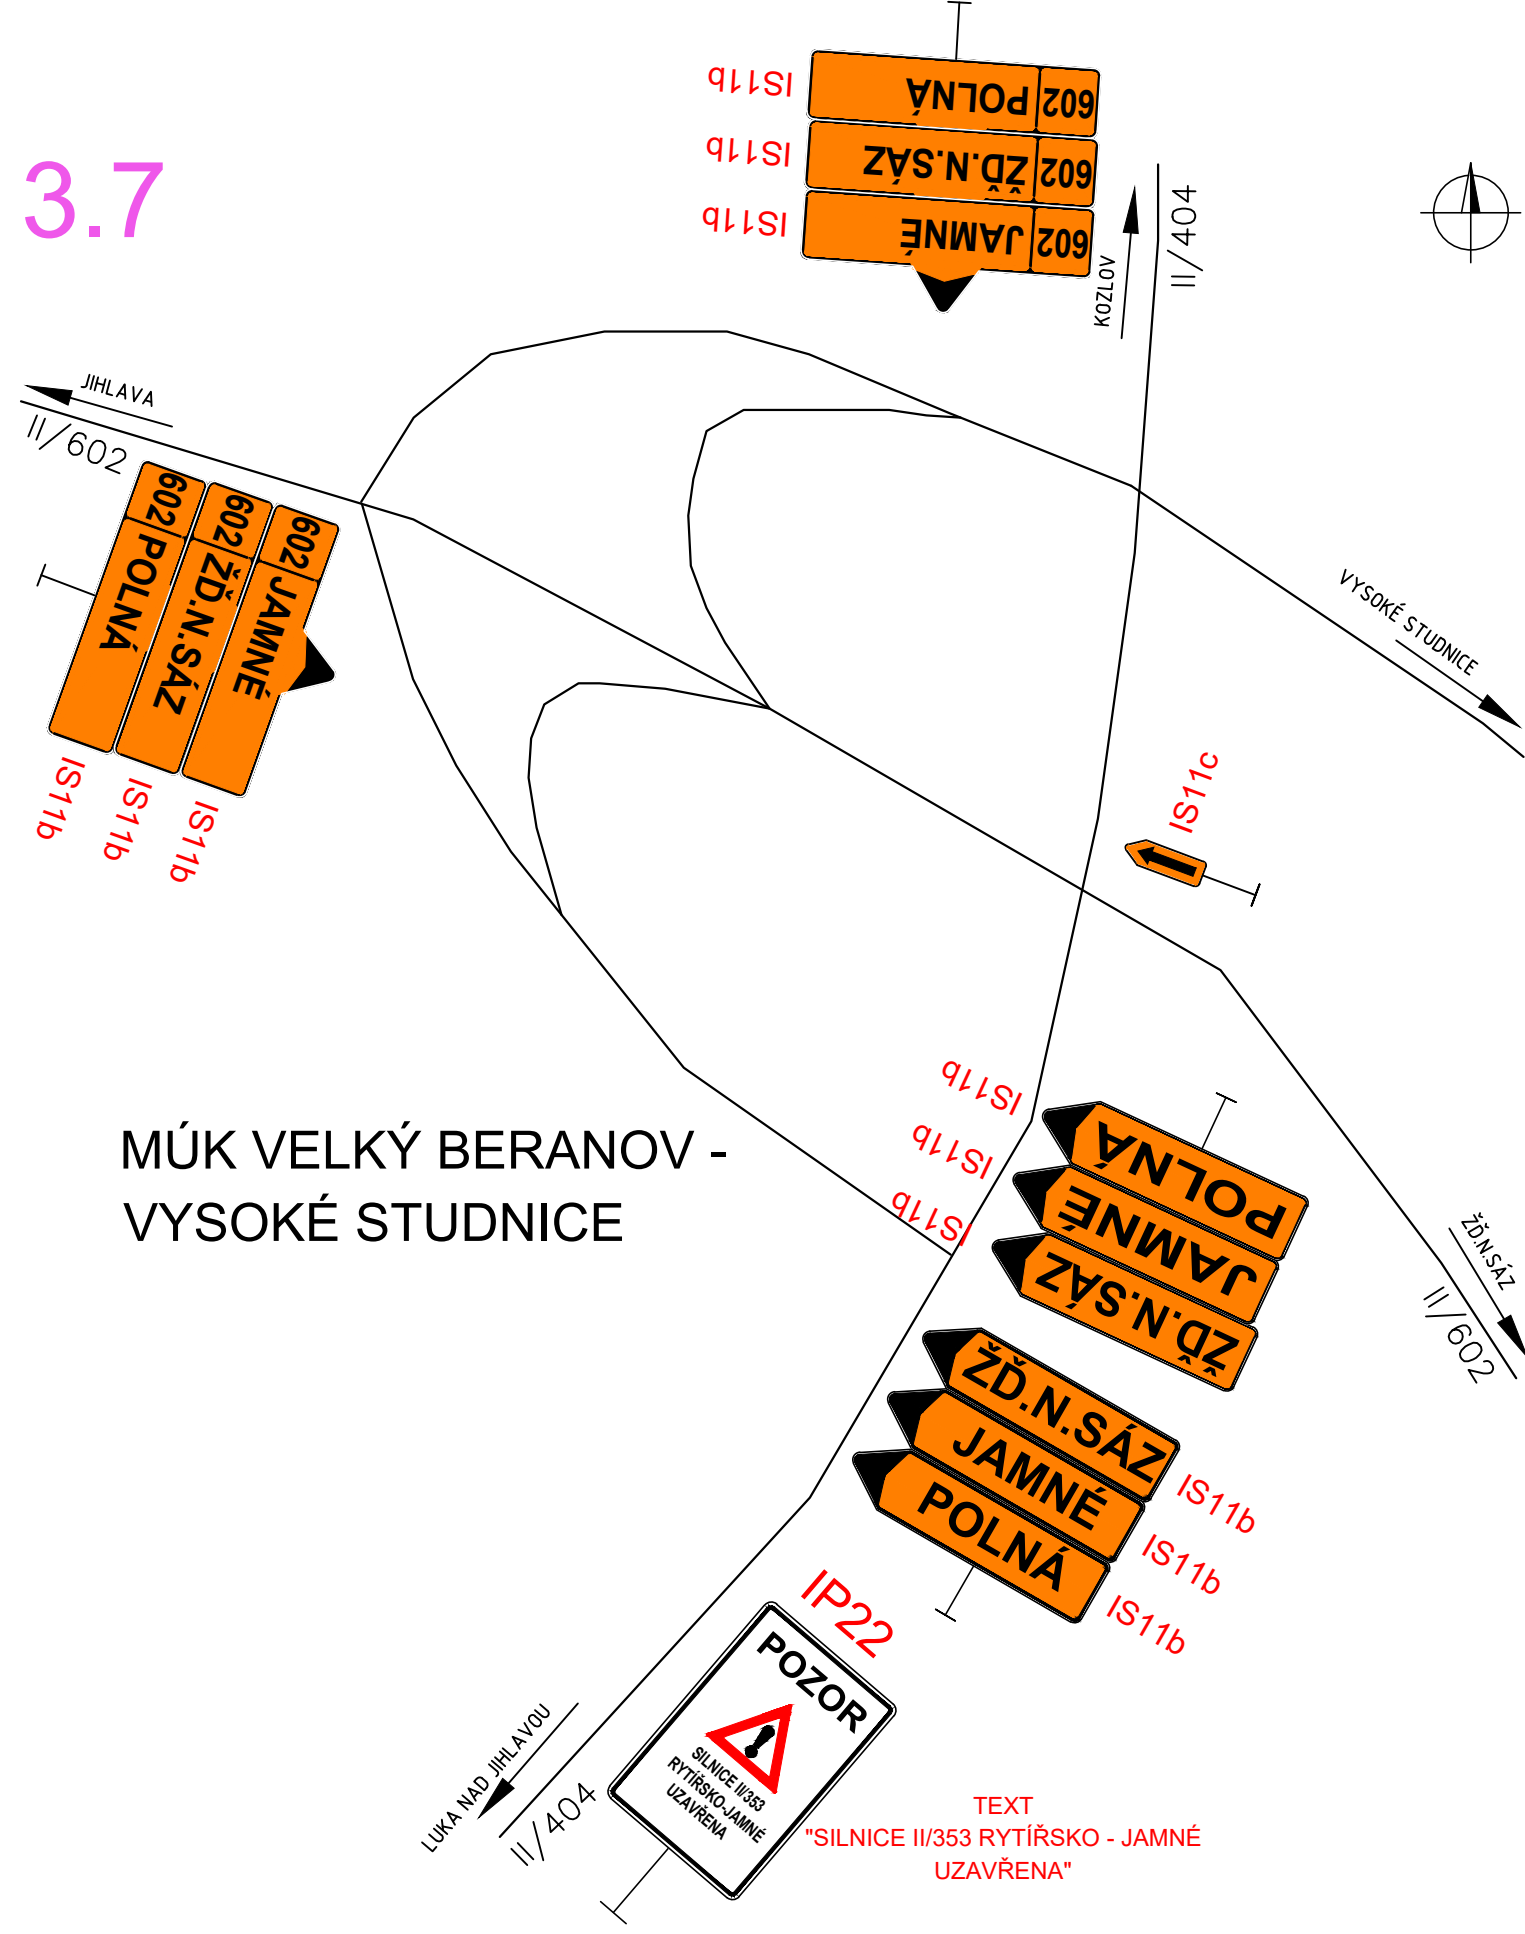 3.7
IS11b
IS11b
IS11b
602 POLNÁ
602 ŽĎ.N.SÁZ
602 JAMNÉ
KOZLOV
II/404
JIHLAVA
II/602
602 POLNÁ
602 ŽĎ.N.SÁZ
602 JAMNÉ
IS11b
IS11b
IS11b
VYSOKÉ STUDNICE
IS11c
MÚK VELKÝ BERANOV -
VYSOKÉ STUDNICE
IS11b
IS11b
IS11b
POLNÁ
JAMNÉ
ŽĎ.N.SÁZ
ŽĎ.N.SÁZ
II/602
ŽĎ.N.SÁZ
JAMNÉ
POLNÁ
IS11b
IS11b
IS11b
IP22
POZOR
SILNICE II/353
RYTÍŘSKO-JAMNÉ
UZAVŘENA
LUKA NAD JIHLAVOU
II/404
TEXT
"SILNICE II/353 RYTÍŘSKO - JAMNÉ
UZAVŘENA"